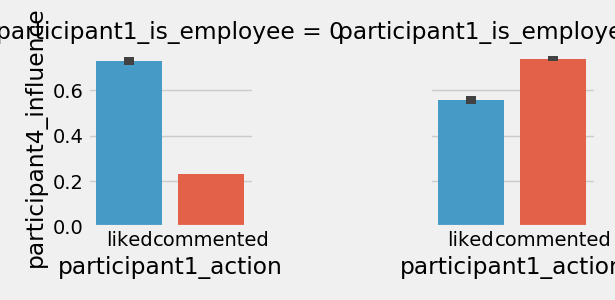 participant1_is_employee = 0
participant1_is_employe
participant4_influence
0.6
0.4
0.2
0.0
liked commented
liked commented
participant1_action
participant1_action